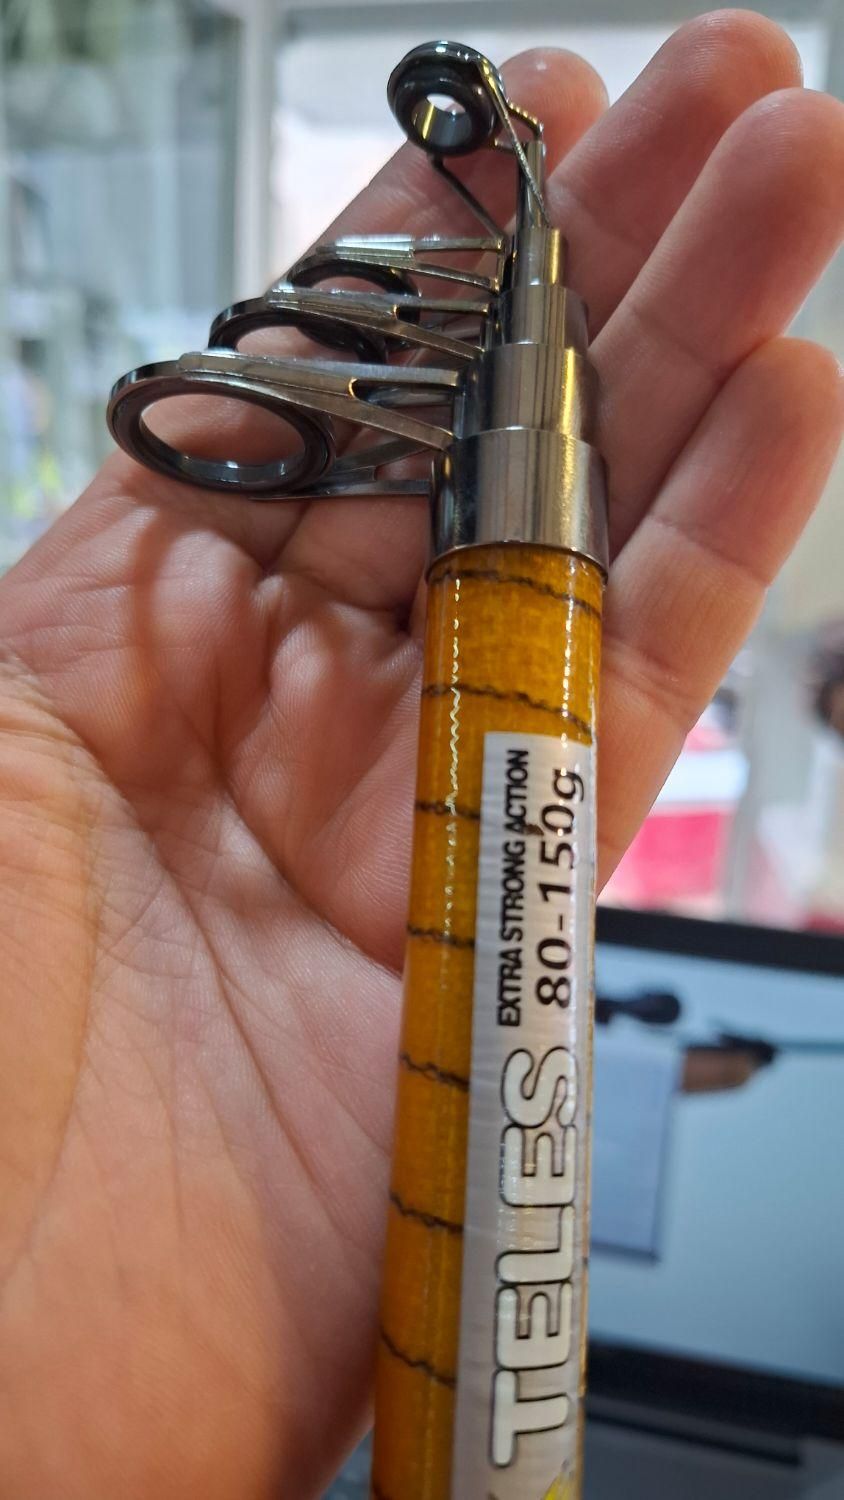 EXTRA STRONG ACTION
80-150g
TELES